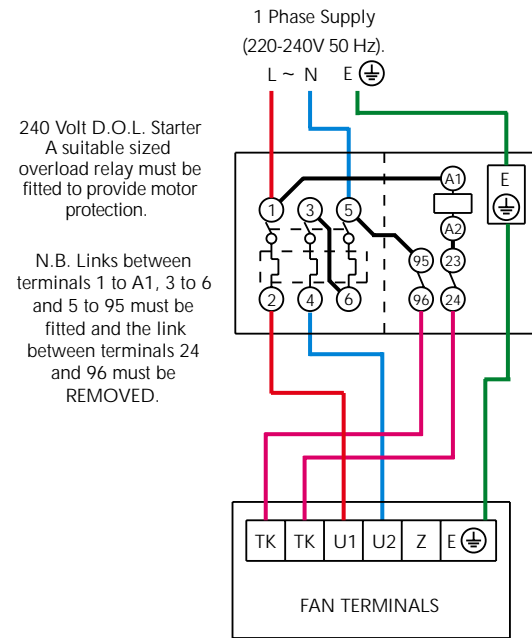 1 Phase Supply
(220-240V 50 Hz).
L ~ N E
240 Volt D.O.L. Starter
A suitable sized
overload relay must be
fitted to provide motor
protection.
N.B. Links between
terminals 1 to A1, 3 to 6
and 5 to 95 must be
fitted and the link
between terminals 24
and 96 must be
REMOVED.
A1
E
1 3 5
A2
95 23
2 4 6 96 24
TK TK U1 U2 Z E
FAN TERMINALS